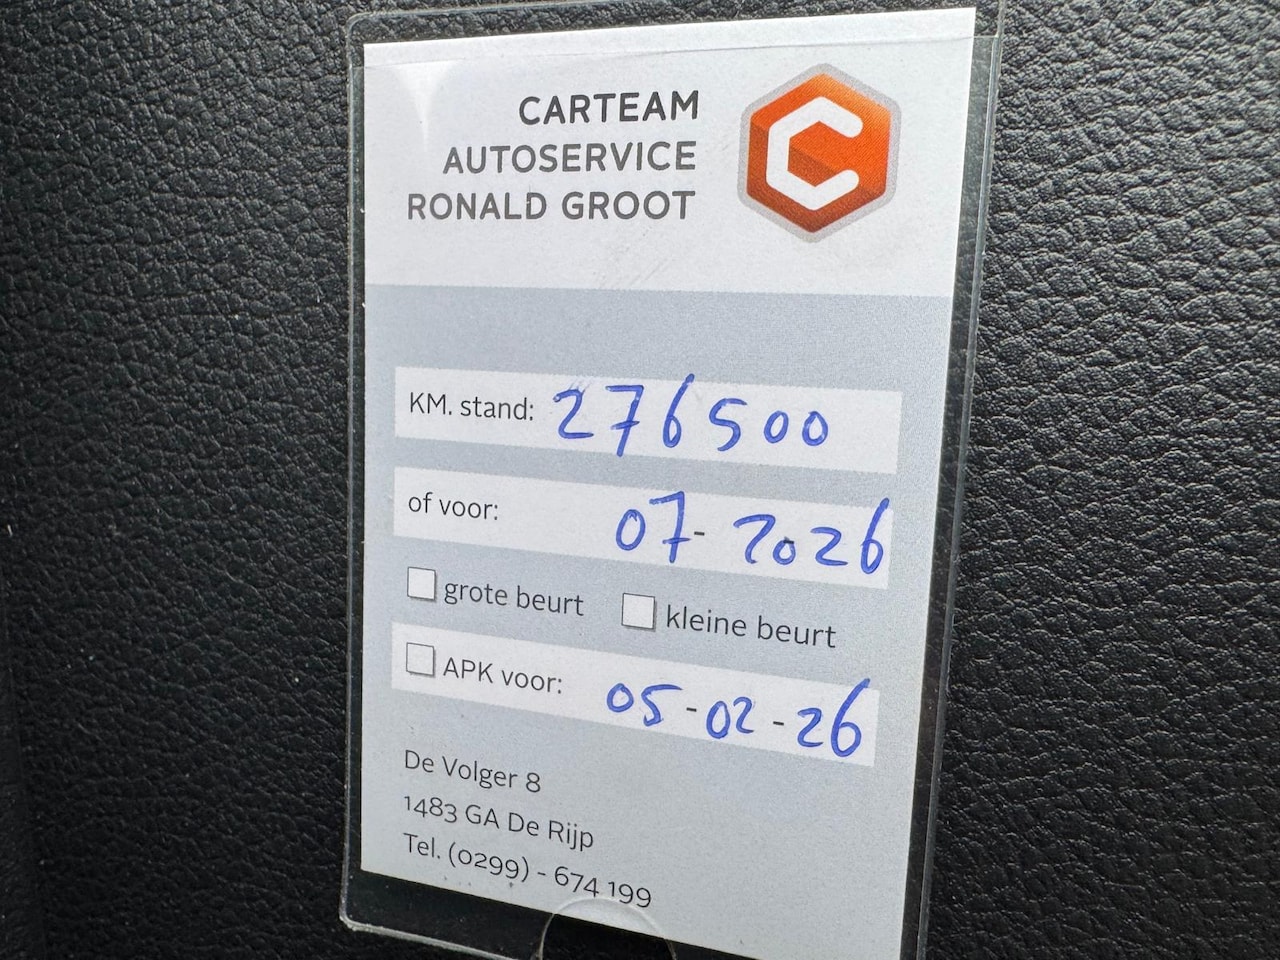 CARTEAM
AUTOSERVICE
RONALD GROOT
KM. stand: 276500
of voor: 07-2026
grote beurt kleine beurt
APK voor: 05-02-26
De Volger 8
1483 GA De Rijp
Tel. (0299) - 674 199